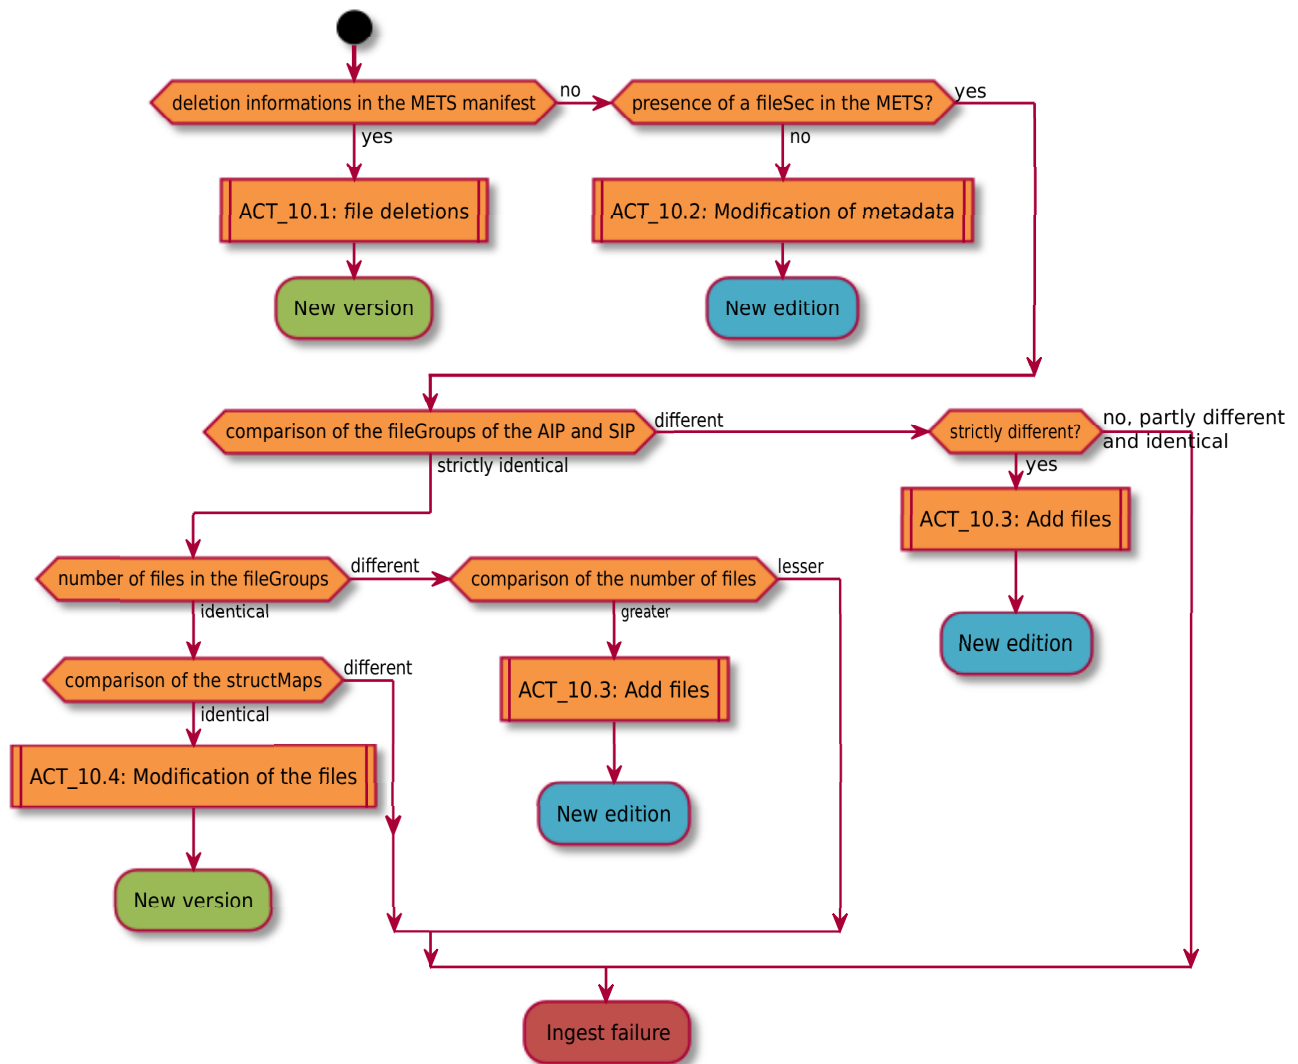 deletion informations in the METS manifest
no
presence of a fileSec in the METS?
yes
yes
no
ACT_10.1: file deletions
ACT_10.2: Modification of metadata
New version
New edition
comparison of the fileGroups of the AIP and SIP
different
strictly different?
no, partly different
and identical
strictly identical
yes
ACT_10.3: Add files
number of files in the fileGroups
different
comparison of the number of files
lesser
identical
greater
New edition
comparison of the structMaps
different
ACT_10.3: Add files
identical
ACT_10.4: Modification of the files
New edition
New version
Ingest failure